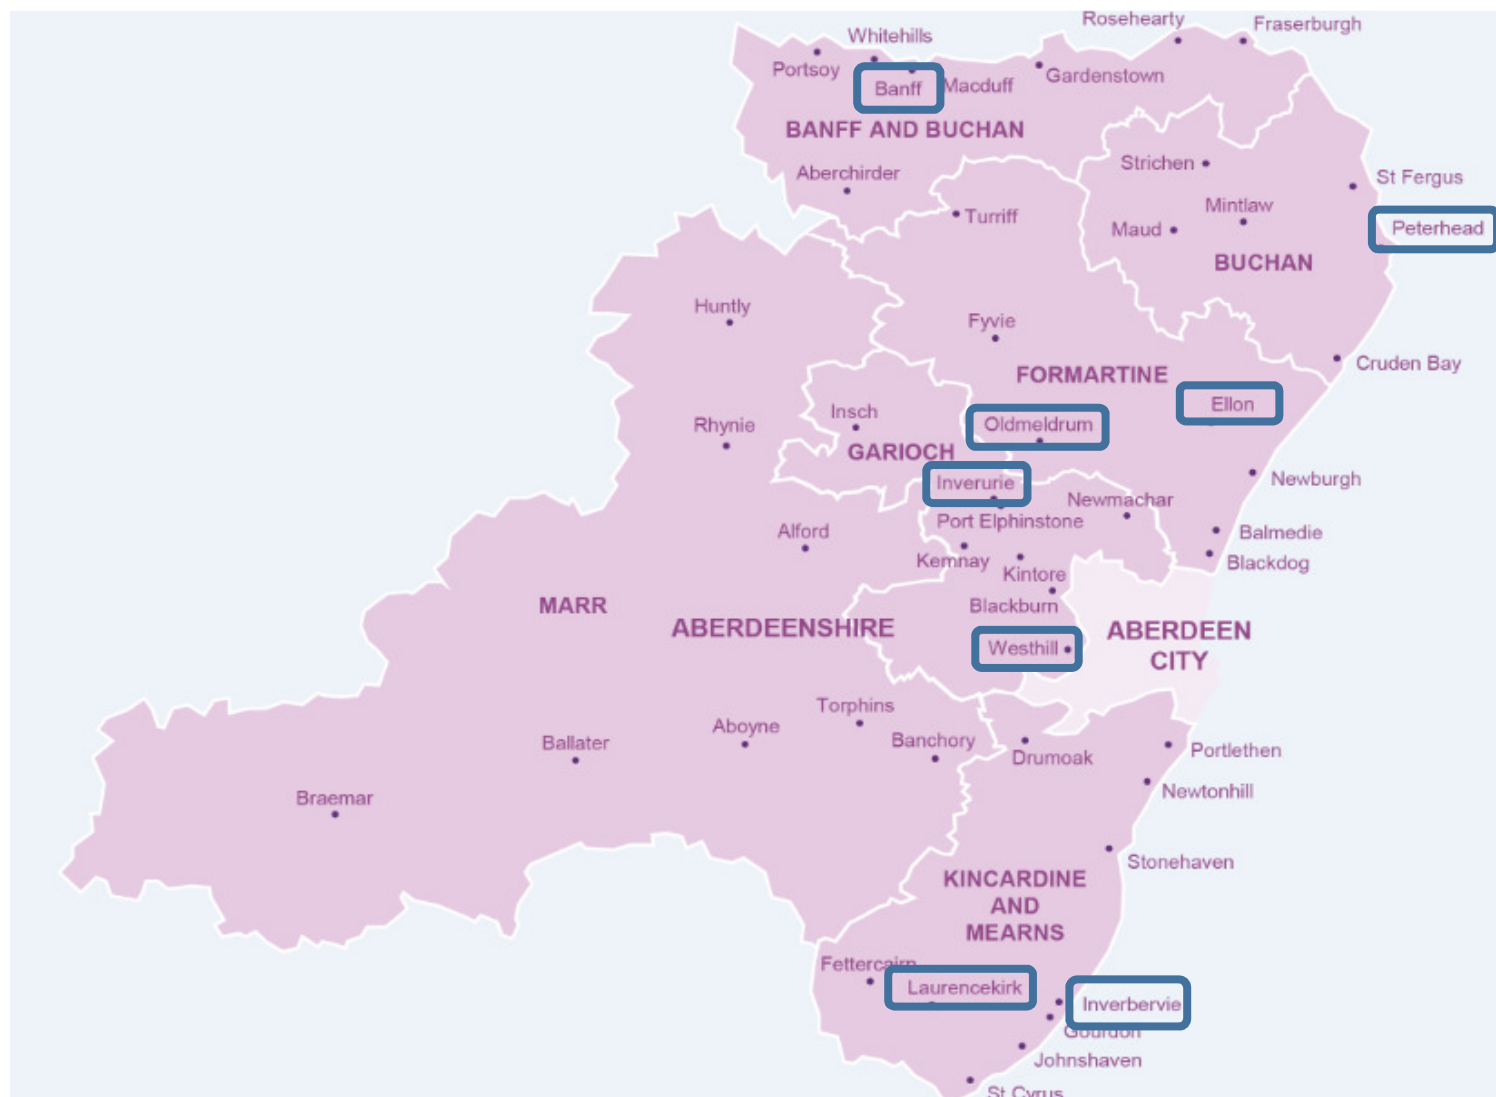 Rosehearty
Fraserburgh
Whitehills
Portsoy
Gardenstown
Banff
Macduff
BANFF AND BUCHAN
Strichen
Aberchirder
St Fergus
Mintlaw
Turriff
Maud
Peterhead
BUCHAN
Huntly
Fyvie
Cruden Bay
FORMARTINE
Ellon
Insch
Rhynie
Oldmeldrum
GARIOCH
Inverurie
Newburgh
Newmachar
Port Elphinstone
Alford
Balmedie
Kemnay
Blackdog
Kintore
MARR
Blackburn
ABERDEENSHIRE
ABERDEEN
CITY
Westhill
Torphins
Aboyne
Banchory
Ballater
Drumoak
Portlethen
Braemar
Newtonhill
Stonehaven
KINCARDINE
AND
MEARNS
Fettercairn
Laurencekirk
Inverbervie
Gourdon
Johnshaven
St Cyrus